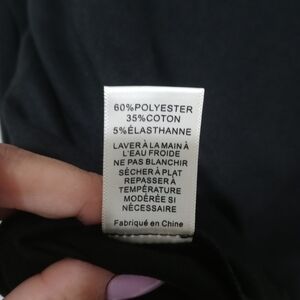 60%POLYESTER
35%COTON
5%ÉLASTHANNE
LAVER À LA MAIN À
L'EAU FROIDE
NE PAS BLANCHIR
SÈCHER À PLAT
REPASSER À
TEMPÉRATURE
MODÉRÉE SI
NÉCESSAIRE
Fabriqué en Chine